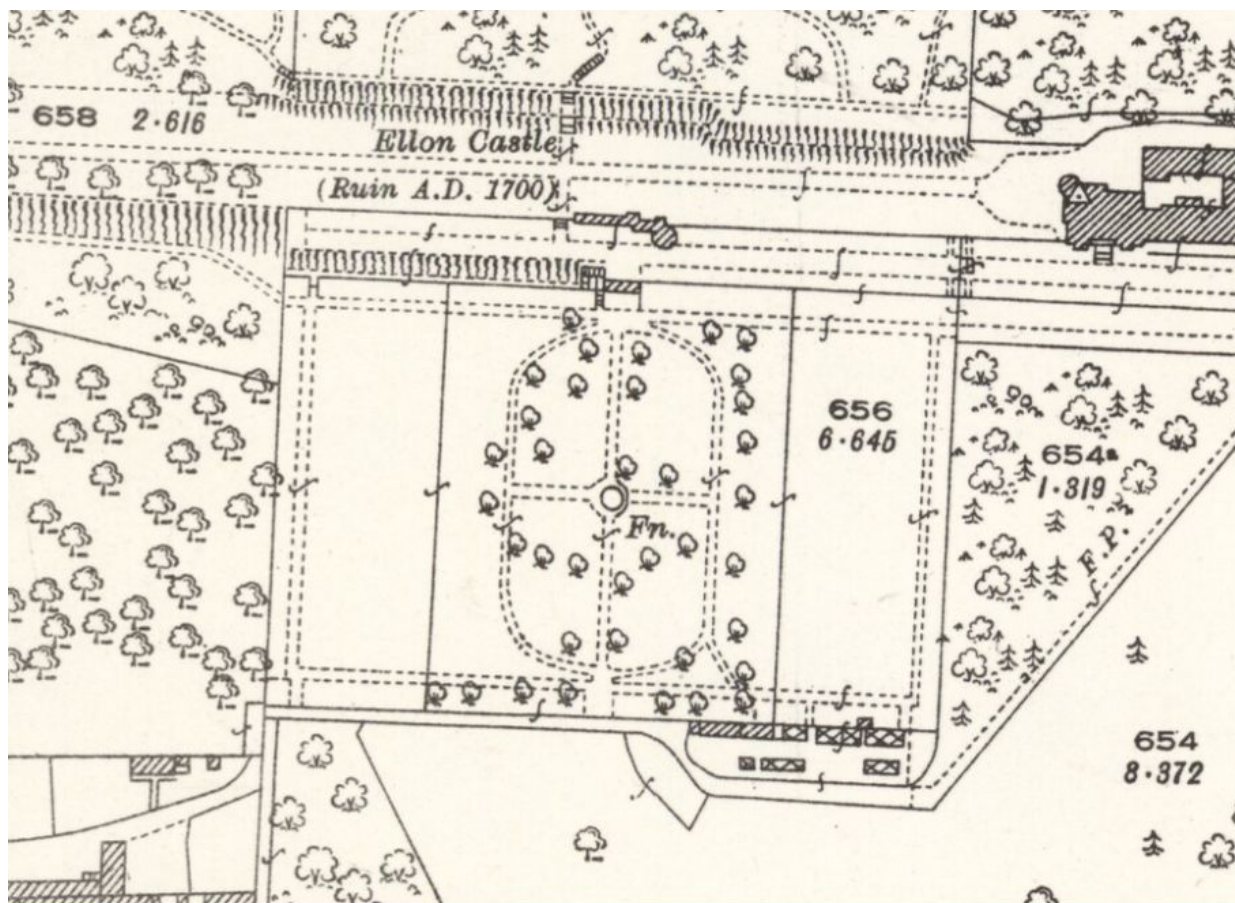 658 2·616
Ellon Castle
(Ruin A.D. 1700)
656
6·645
654a
1·319
Fn.
F.P.
654
8·372